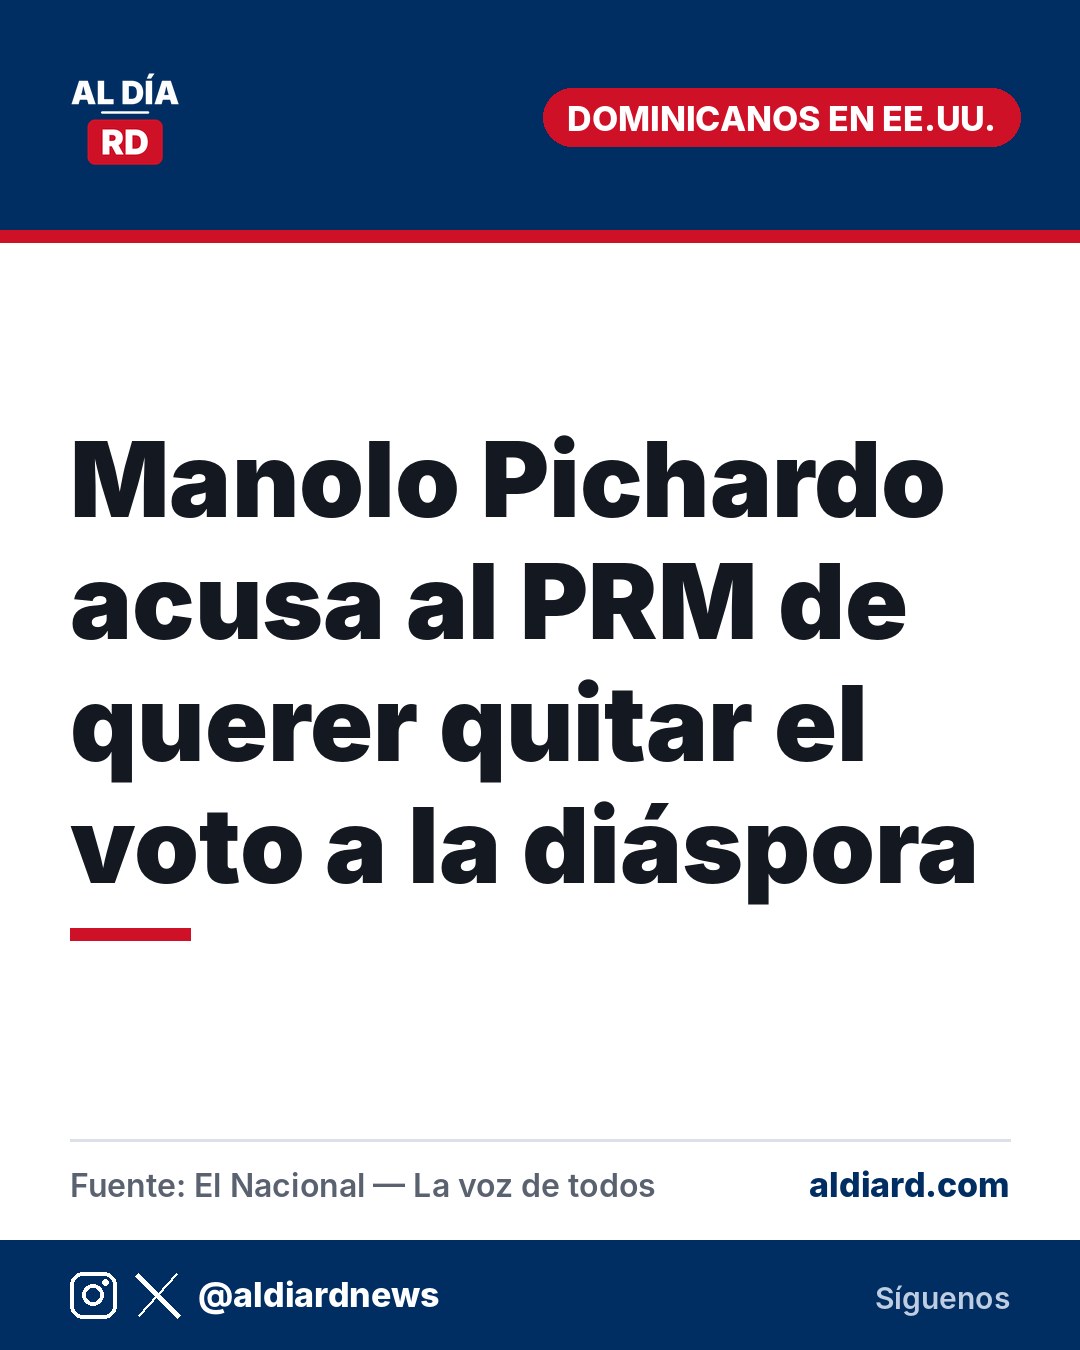 AL DÍA
RD
DOMINICANOS EN EE.UU.
Manolo Pichardo
acusa al PRM de
querer quitar el
voto a la diáspora
Fuente: El Nacional — La voz de todos
aldiard.com
@aldiardnews
Síguenos